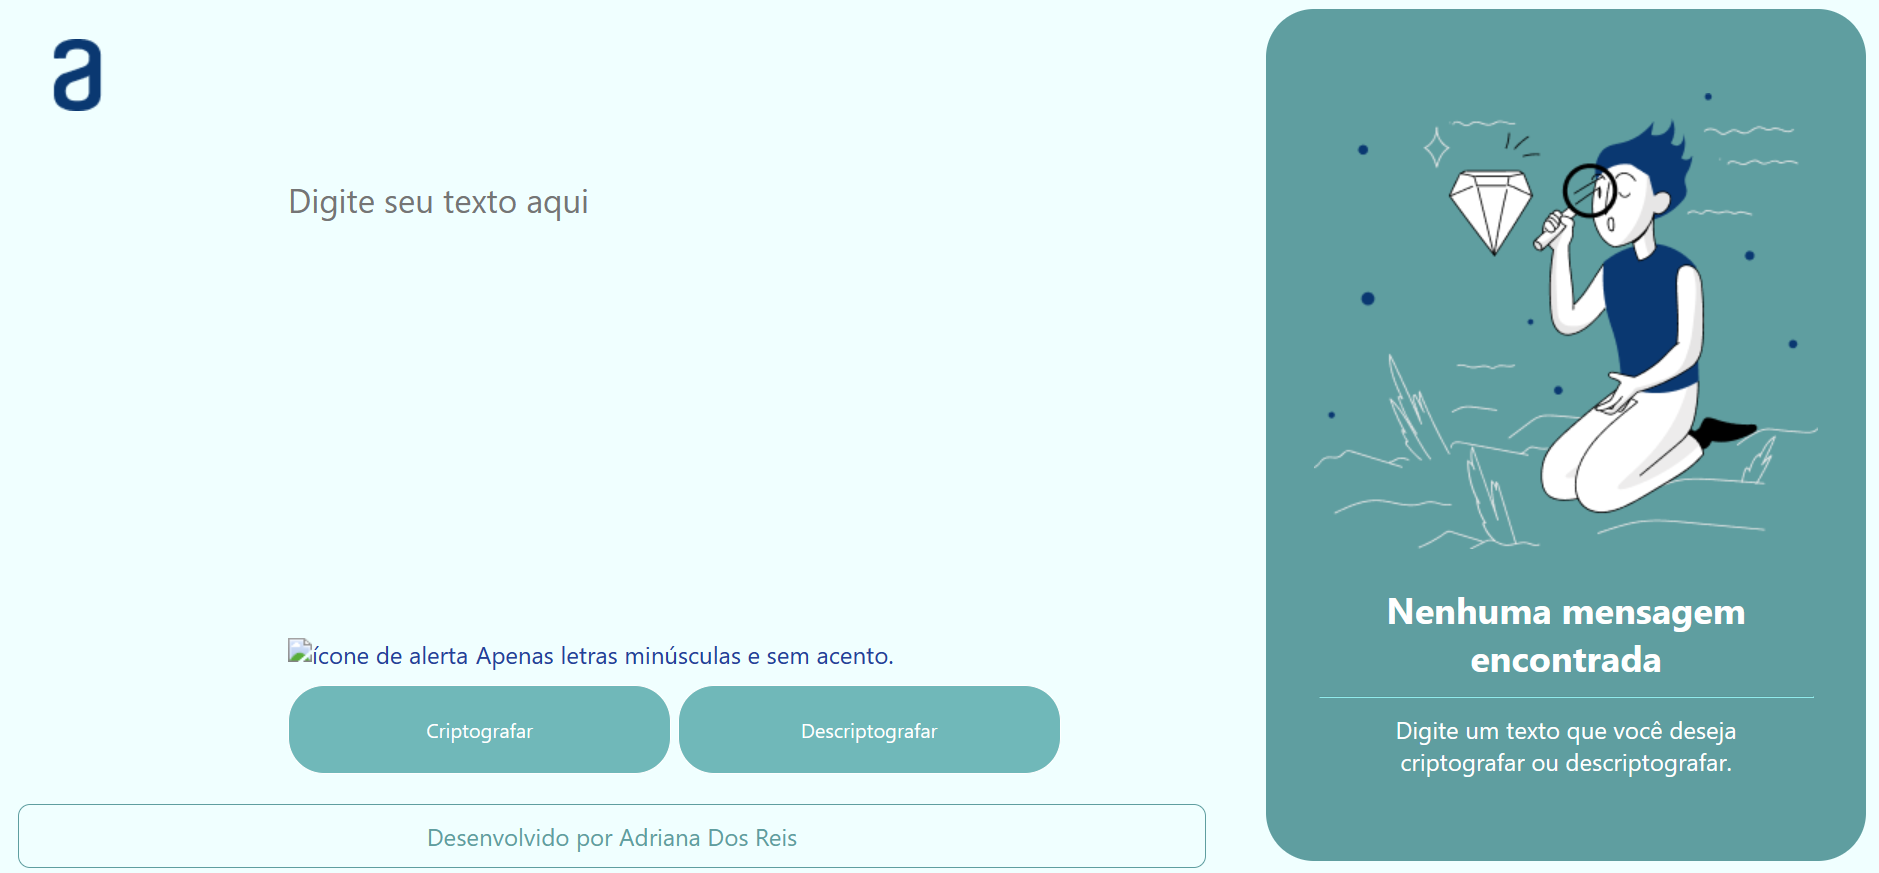 a
Digite seu texto aqui
ícone de alerta Apenas letras minúsculas e sem acento.
Criptografar
Descriptografar
Desenvolvido por Adriana Dos Reis
Nenhuma mensagem
encontrada
Digite um texto que você deseja
criptografar ou descriptografar.